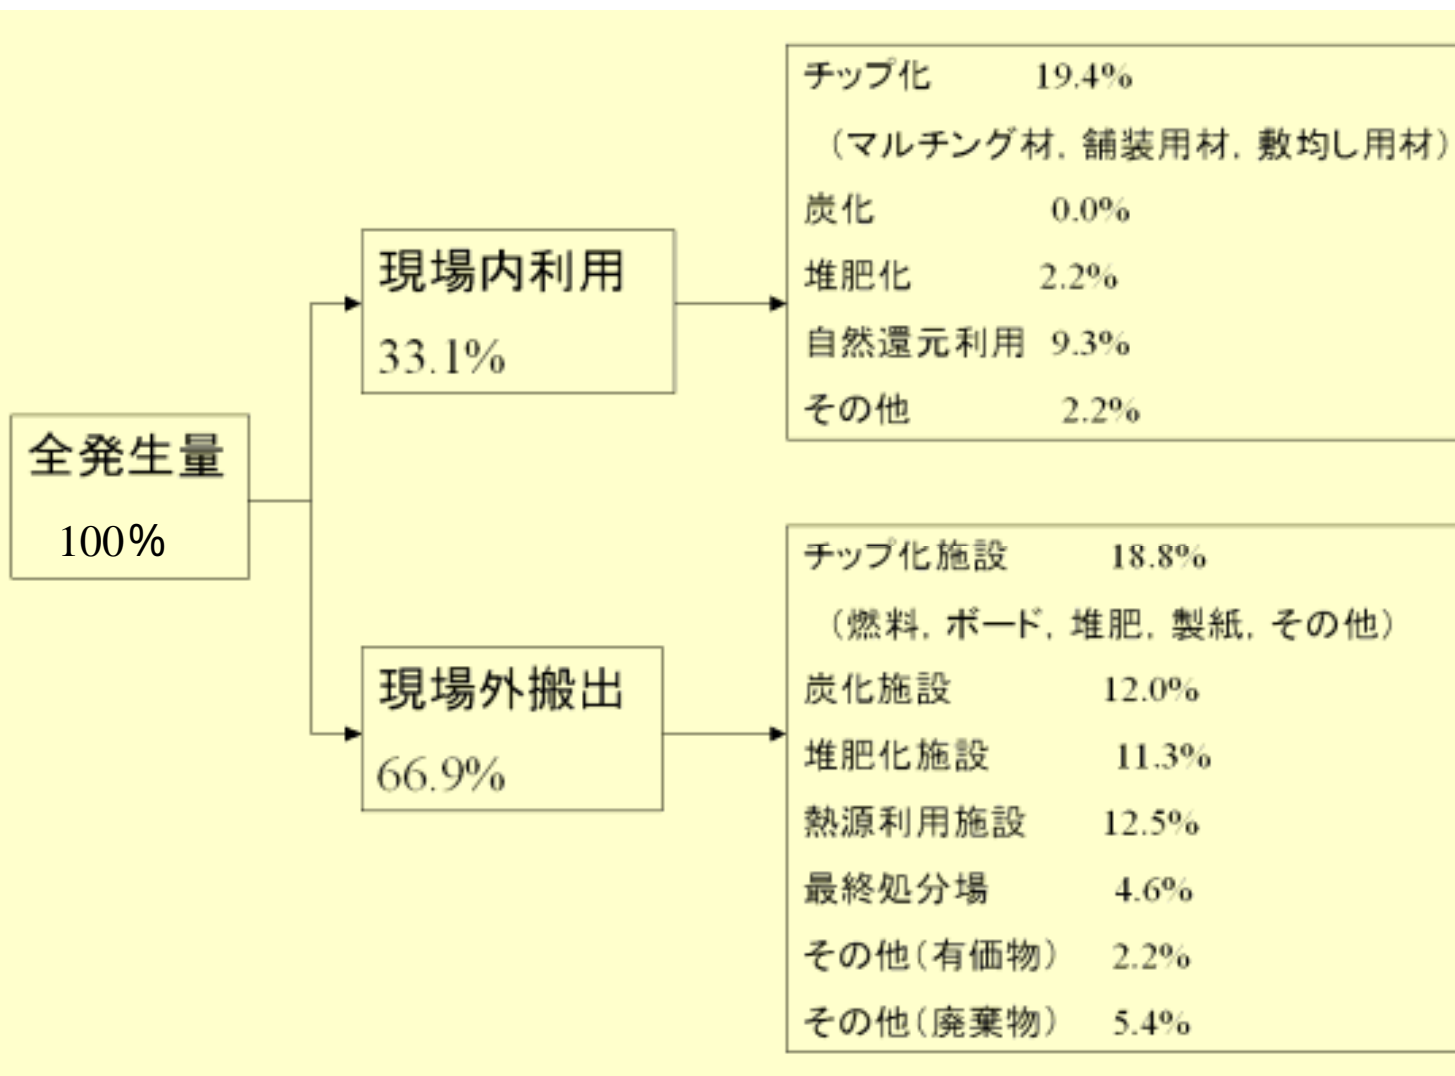 全発生量
100%
現場内利用
33.1%
チップ化 19.4%
（マルチング材, 舗装用材, 敷均し用材）
炭化 0.0%
堆肥化 2.2%
自然還元利用 9.3%
その他 2.2%
現場外搬出
66.9%
チップ化施設 18.8%
（燃料, ボード, 堆肥, 製紙, その他）
炭化施設 12.0%
堆肥化施設 11.3%
熱源利用施設 12.5%
最終処分場 4.6%
その他（有価物） 2.2%
その他（廃棄物） 5.4%